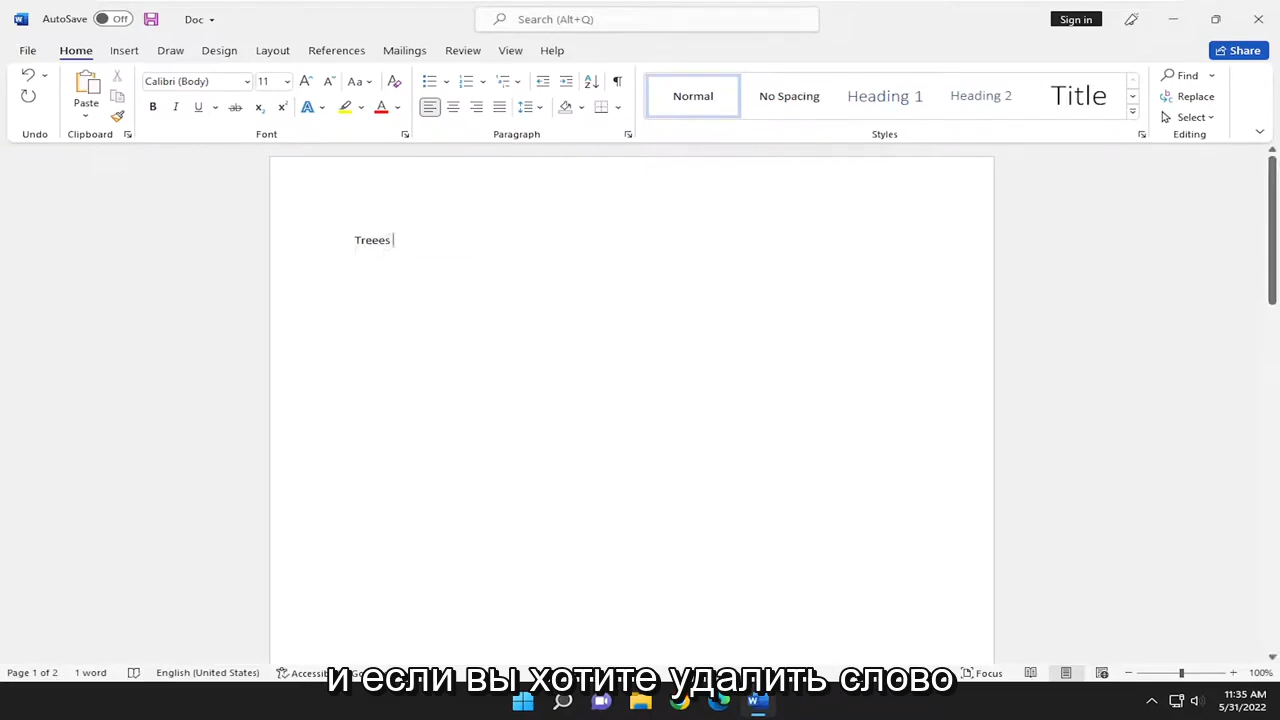 AutoSave Off Doc Search (Alt+Q) Sign in
File Home Insert Draw Design Layout References Mailings Review View Help Share
Paste Calibri (Body) 11 Aa Normal No Spacing Heading 1 Heading 2 Title Find
Replace
Select
Undo Clipboard Font Paragraph Styles Editing
Treees
Page 1 of 2 1 word English (United States) Focus 100%
и если вы хотите удалить слово
11:35 AM
5/31/2022